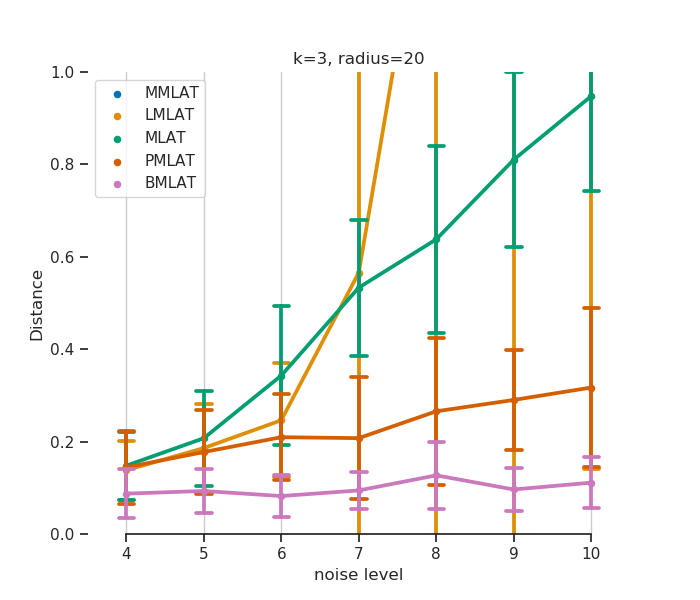 k=3, radius=20
1.0
0.8
0.6
0.4
0.2
0.0
Distance
MMLAT
LMLAT
MLAT
PMLAT
BMLAT
4 5 6 7 8 9 10
noise level